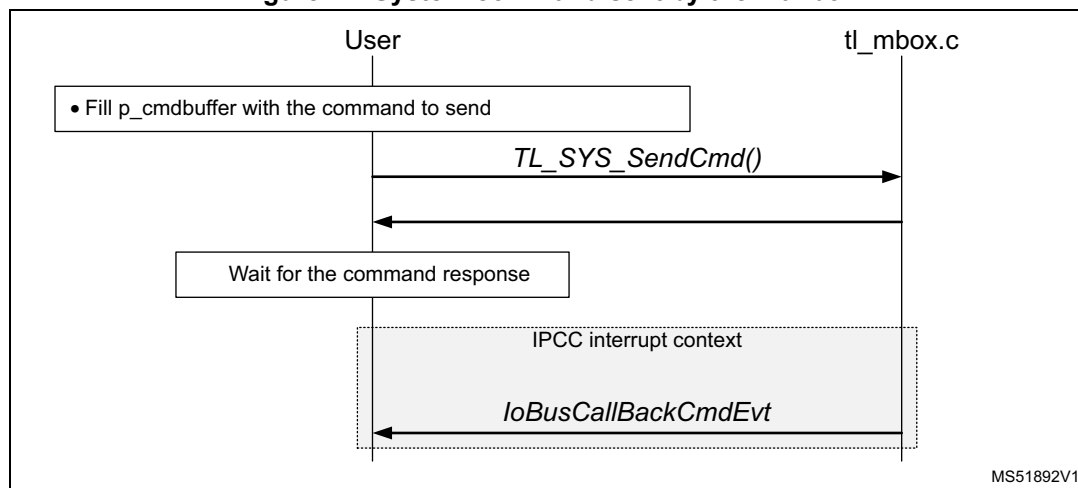 User
tl_mbox.c
• Fill p_cmdbuffer with the command to send
TL_SYS_SendCmd()
Wait for the command response
IPCC interrupt context
IoBusCallBackCmdEvt
MS51892V1